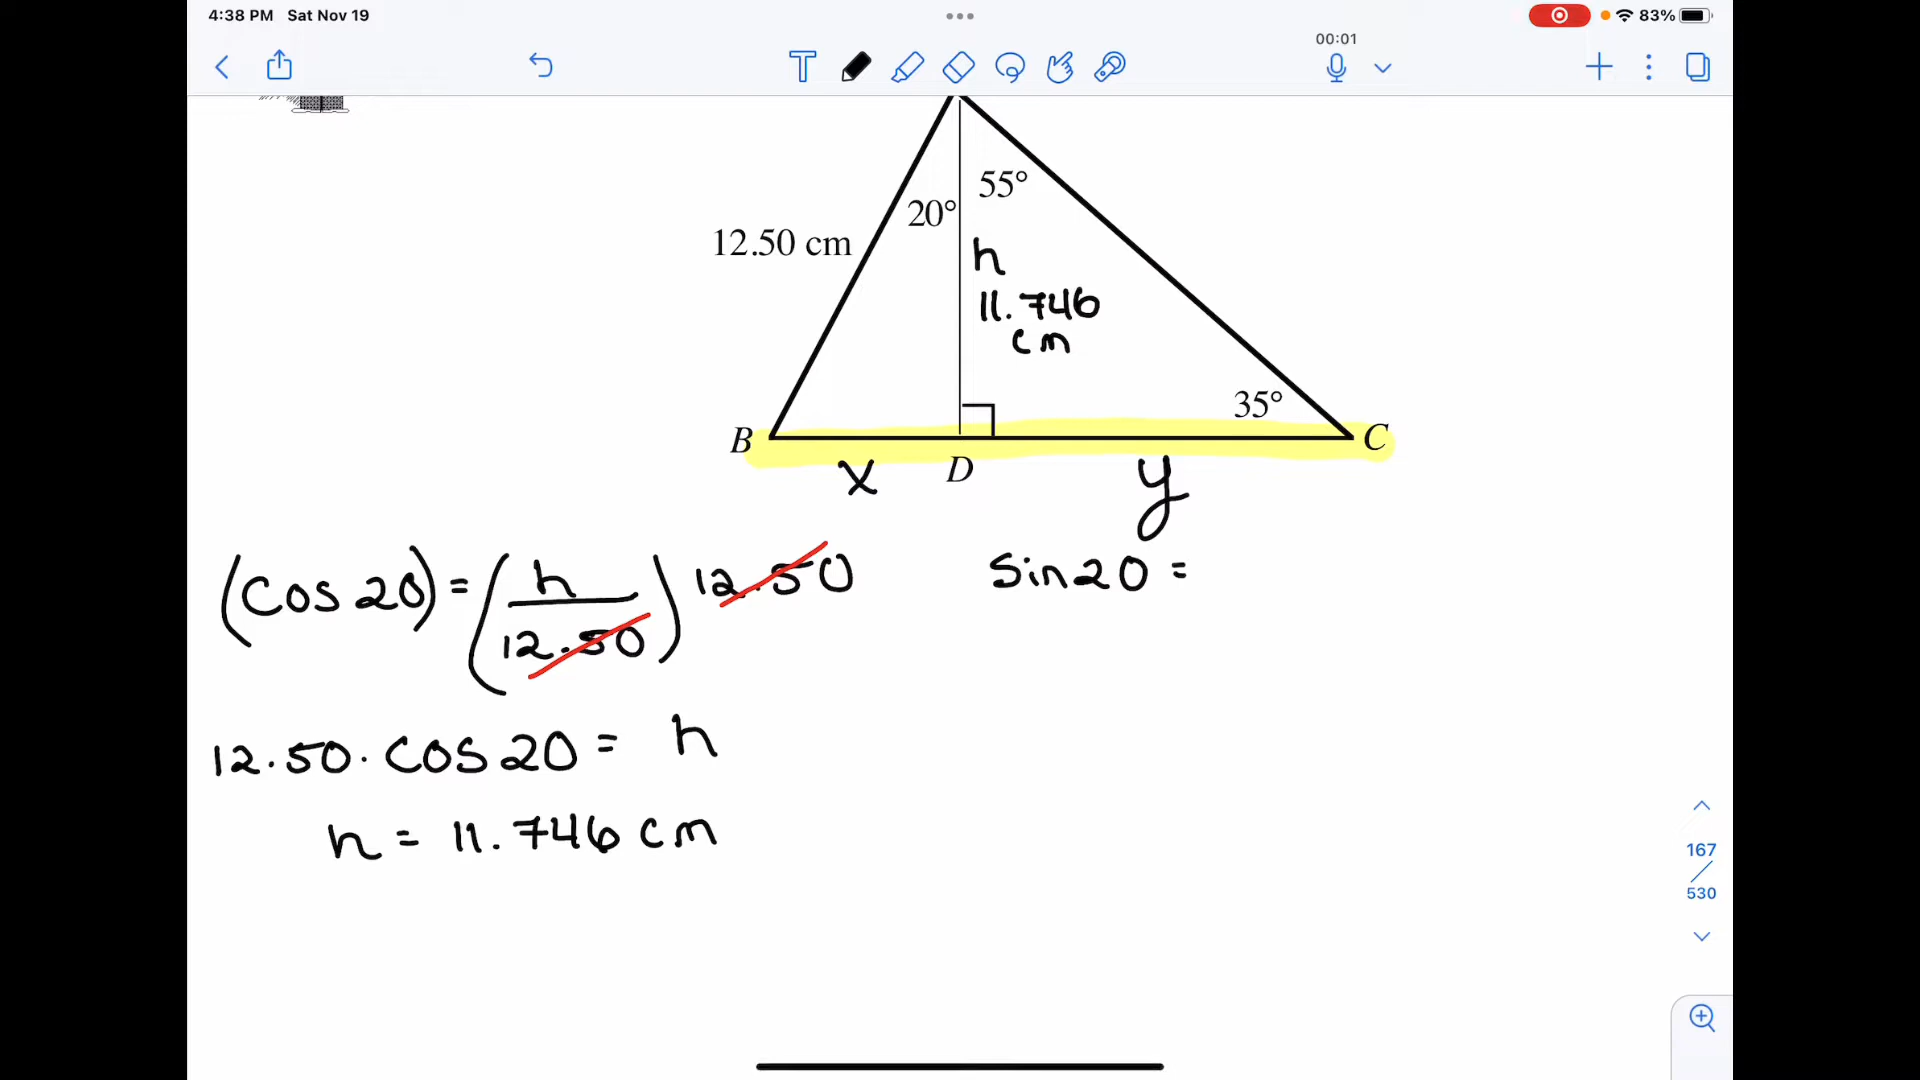 4:38 PM Sat Nov 19
83%
00:01
55°
20°
12.50 cm
h
11.746
cm
35°
B
C
x
D
y
(cos 20) = (h / 12.50) 12.50
sin 20 =
12.50 · cos 20 = h
h = 11.746 cm
167
530